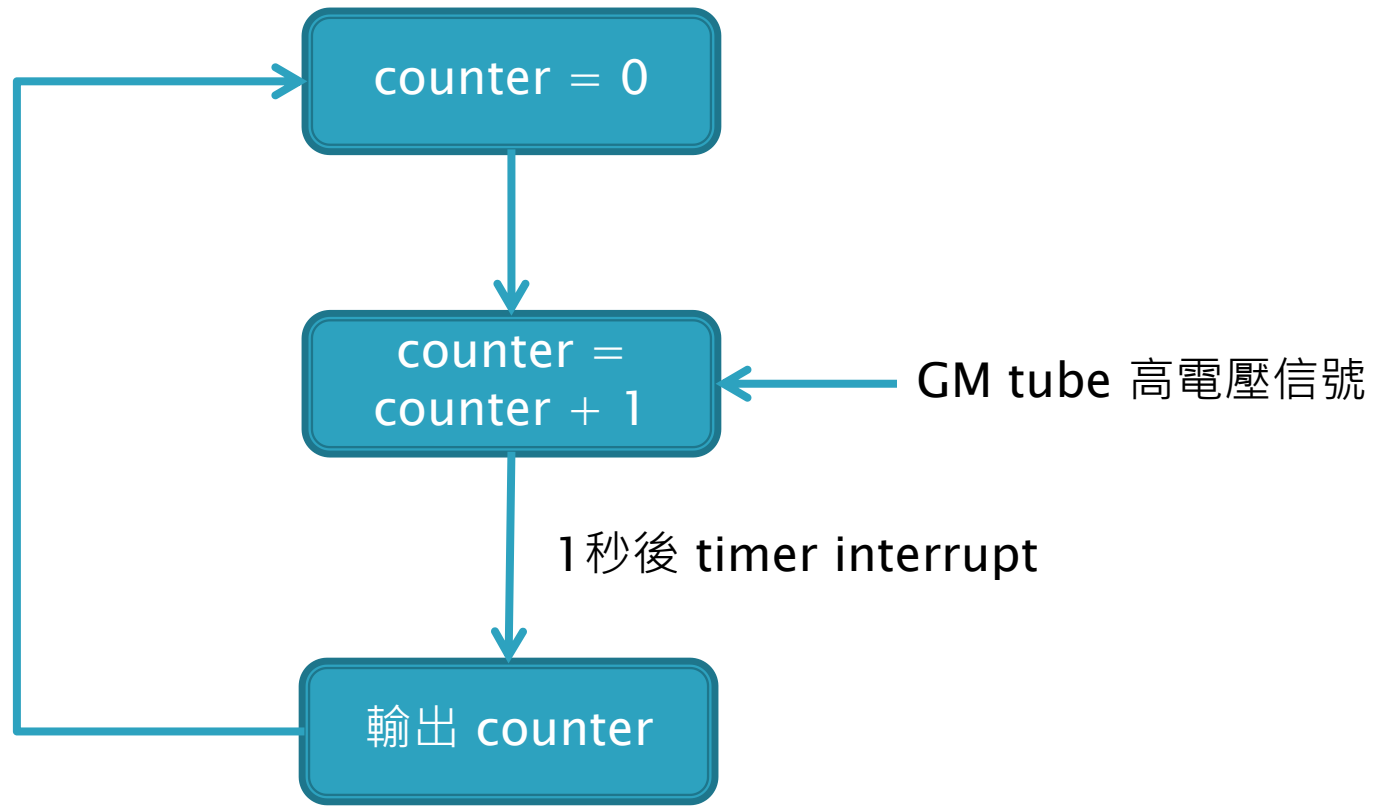 counter = 0
counter =
counter + 1
GM tube 高電壓信號
1秒後 timer interrupt
輸出 counter